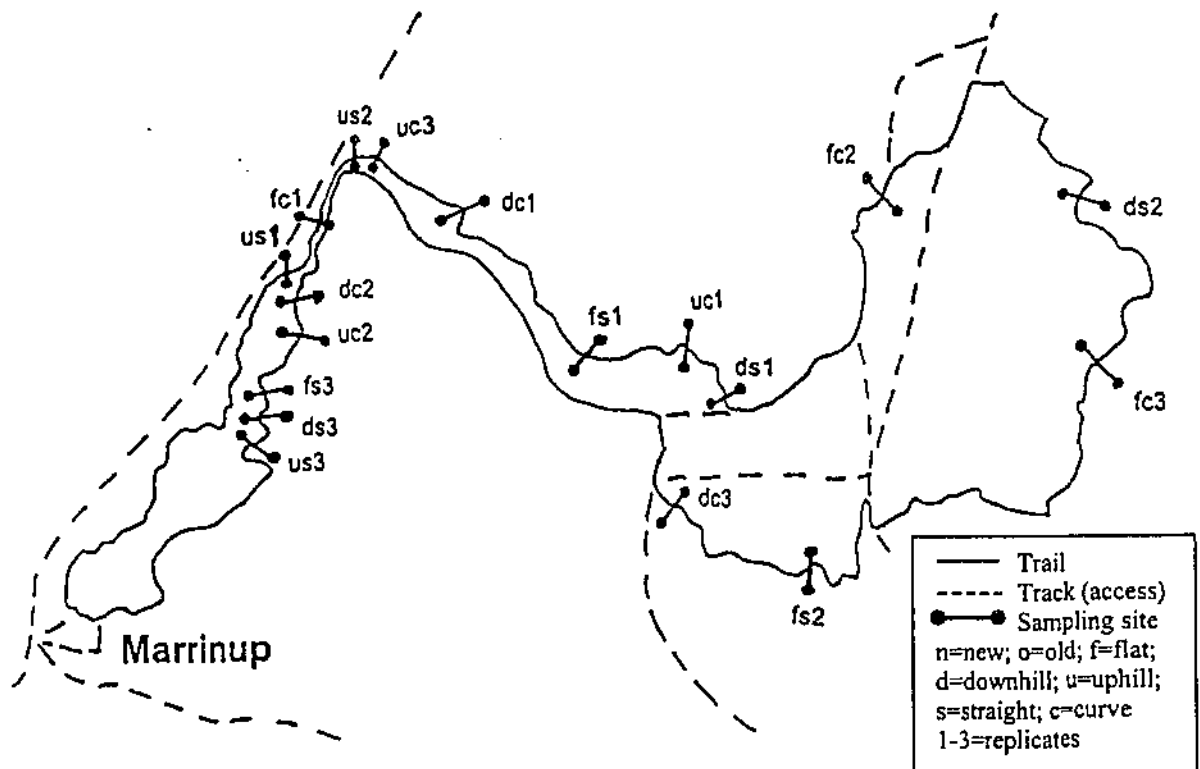 us2
uc3
fc2
dc1
ds2
fc1
us1
dc2
uc2
fs1
uc1
ds1
fs3
ds3
us3
fc3
dc3
fs2
Marrinup
Trail
Track (access)
Sampling site
n=new; o=old; f=flat;
d=downhill; u=uphill;
s=straight; c=curve
1-3=replicates